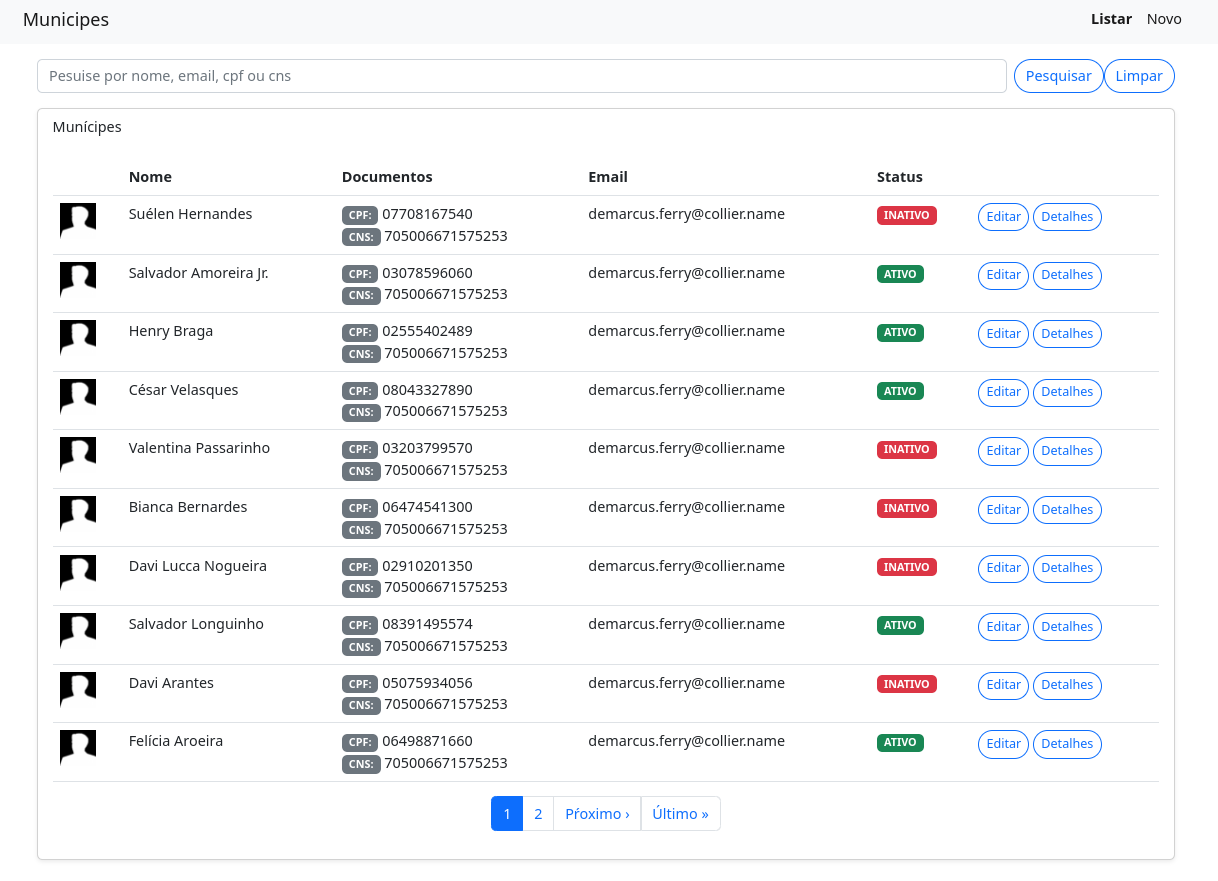 Municipes Listar Novo
Pesuise por nome, email, cpf ou cns Pesquisar Limpar
Munícipes
Nome Documentos Email Status
Suélen Hernandes CPF: 07708167540 demarcus.ferry@collier.name INATIVO Editar Detalhes
CNS: 705006671575253
Salvador Amoreira Jr. CPF: 03078596060 demarcus.ferry@collier.name ATIVO Editar Detalhes
CNS: 705006671575253
Henry Braga CPF: 02555402489 demarcus.ferry@collier.name ATIVO Editar Detalhes
CNS: 705006671575253
César Velasques CPF: 08043327890 demarcus.ferry@collier.name ATIVO Editar Detalhes
CNS: 705006671575253
Valentina Passarinho CPF: 03203799570 demarcus.ferry@collier.name INATIVO Editar Detalhes
CNS: 705006671575253
Bianca Bernardes CPF: 06474541300 demarcus.ferry@collier.name INATIVO Editar Detalhes
CNS: 705006671575253
Davi Lucca Nogueira CPF: 02910201350 demarcus.ferry@collier.name INATIVO Editar Detalhes
CNS: 705006671575253
Salvador Longuinho CPF: 08391495574 demarcus.ferry@collier.name ATIVO Editar Detalhes
CNS: 705006671575253
Davi Arantes CPF: 05075934056 demarcus.ferry@collier.name INATIVO Editar Detalhes
CNS: 705006671575253
Felícia Aroeira CPF: 06498871660 demarcus.ferry@collier.name ATIVO Editar Detalhes
CNS: 705006671575253
1 2 Pŕoximo › Último »